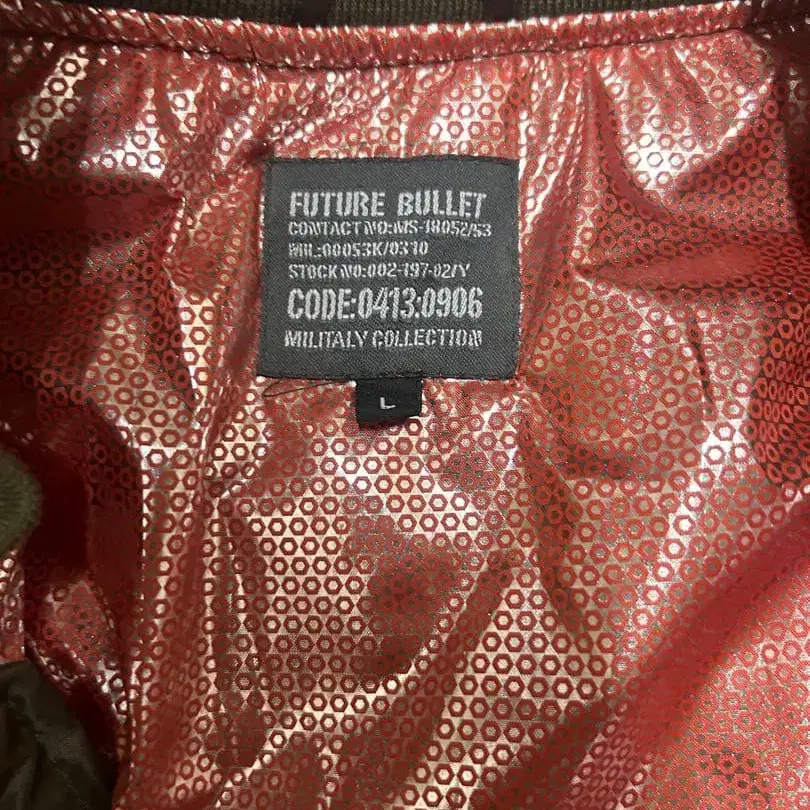 FUTURE BULLET
CONTACT NO:MS-18052/53
MIL:00053K/0310
STOCK NO:002-197-02/Y
CODE:0413.0906
MILITALY COLLECTION
L